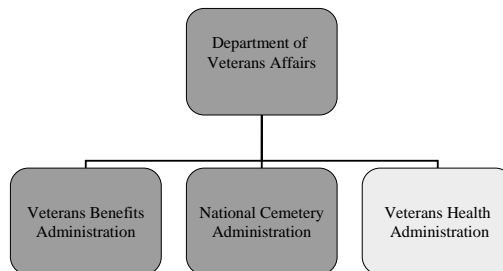 Department of
Veterans Affairs
Veterans Benefits
Administration
National Cemetery
Administration
Veterans Health
Administration